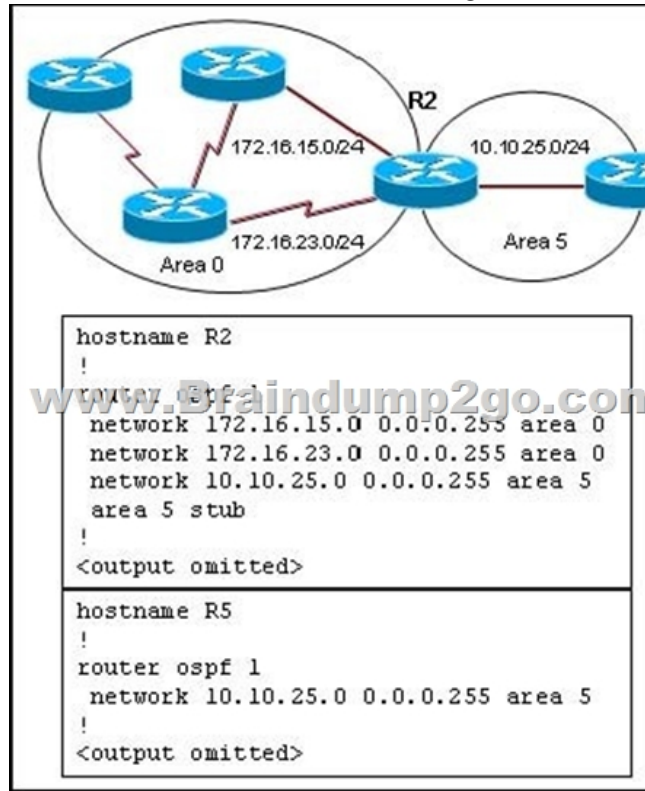 R2
172.16.15.0/24
10.10.25.0/24
172.16.23.0/24
Area 0
Area 5
hostname R2
!
www.Braindump2go.com
router ospf 1
network 172.16.15.0 0.0.0.255 area 0
network 172.16.23.0 0.0.0.255 area 0
network 10.10.25.0 0.0.0.255 area 5
area 5 stub
!
<output omitted>
hostname R5
!
router ospf 1
network 10.10.25.0 0.0.0.255 area 5
!
<output omitted>